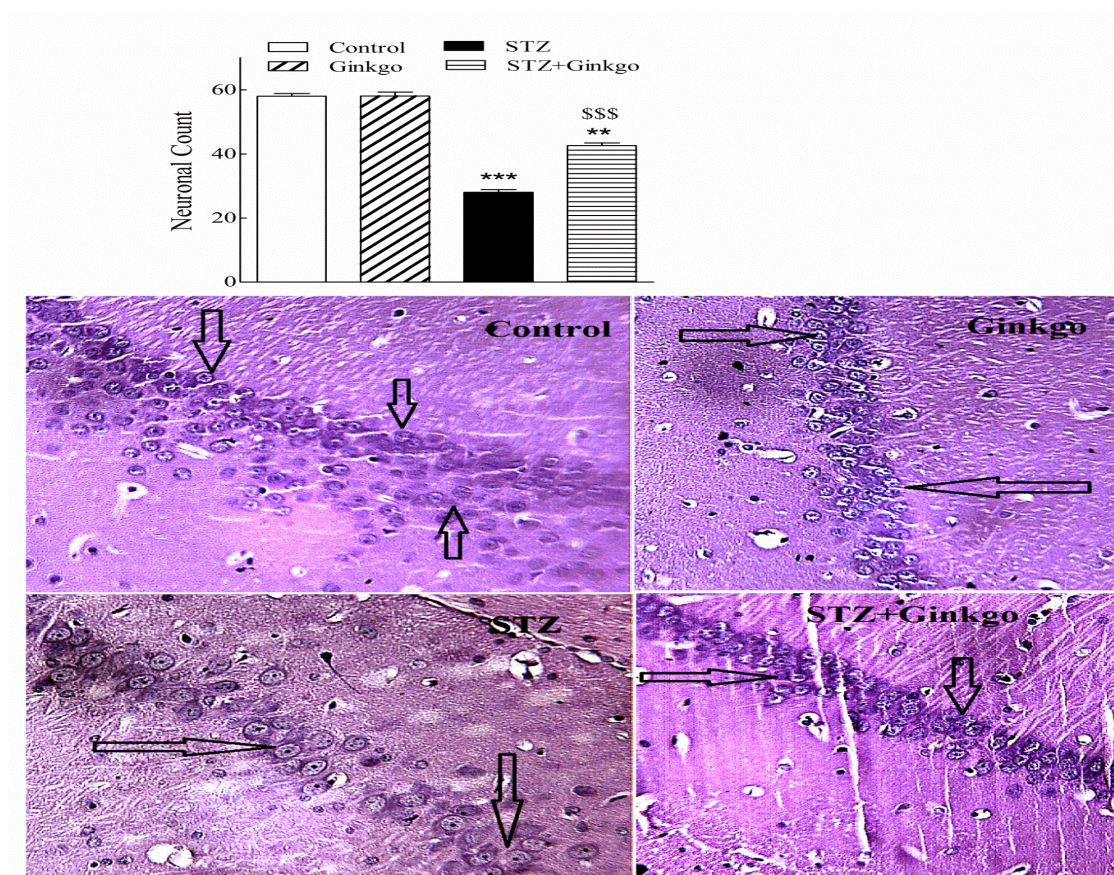 Control STZ
Ginkgo STZ+Ginkgo
Neuronal Count
60
40
20
0
***
$$$
**
Control
Ginkgo
STZ
STZ+Ginkgo